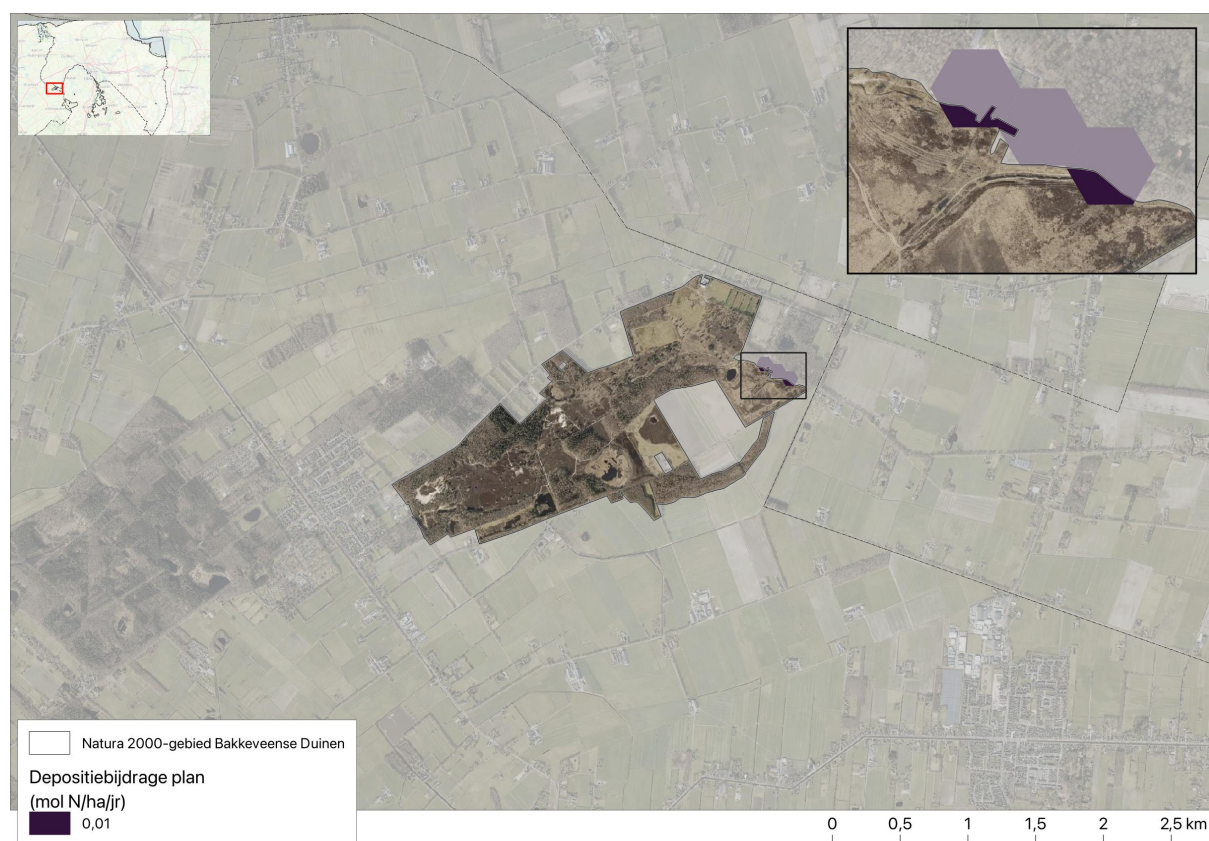 Natura 2000-gebied Bakkeveense Duinen
Depositiebijdrage plan
(mol N/ha/jr)
0,01
0 0,5 1 1,5 2 2,5 km